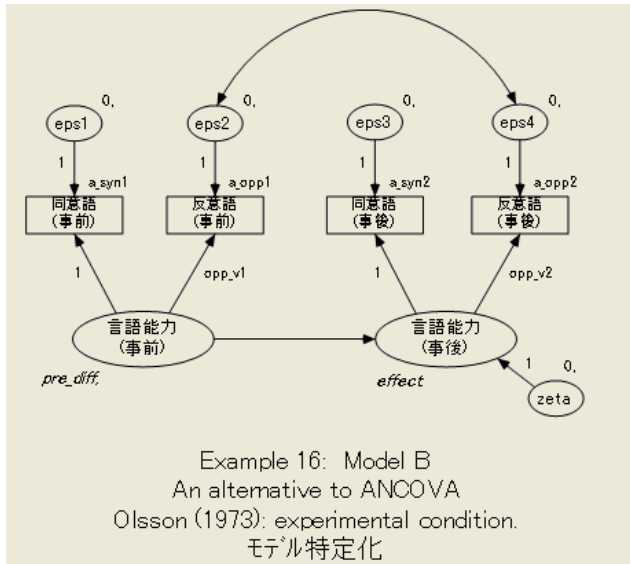 0,
0,
0,
0,
eps1
eps2
eps3
eps4
1
1
1
1
a_syn1
a_opp1
a_syn2
a_opp2
同意語
(事前)
反意語
(事前)
同意語
(事後)
反意語
(事後)
1
opp_v1
1
opp_v2
言語能力
(事前)
言語能力
(事後)
pre_diff,
effect
1
0,
zeta
Example 16: Model B
An alternative to ANCOVA
Olsson (1973): experimental condition.
モデル特定化